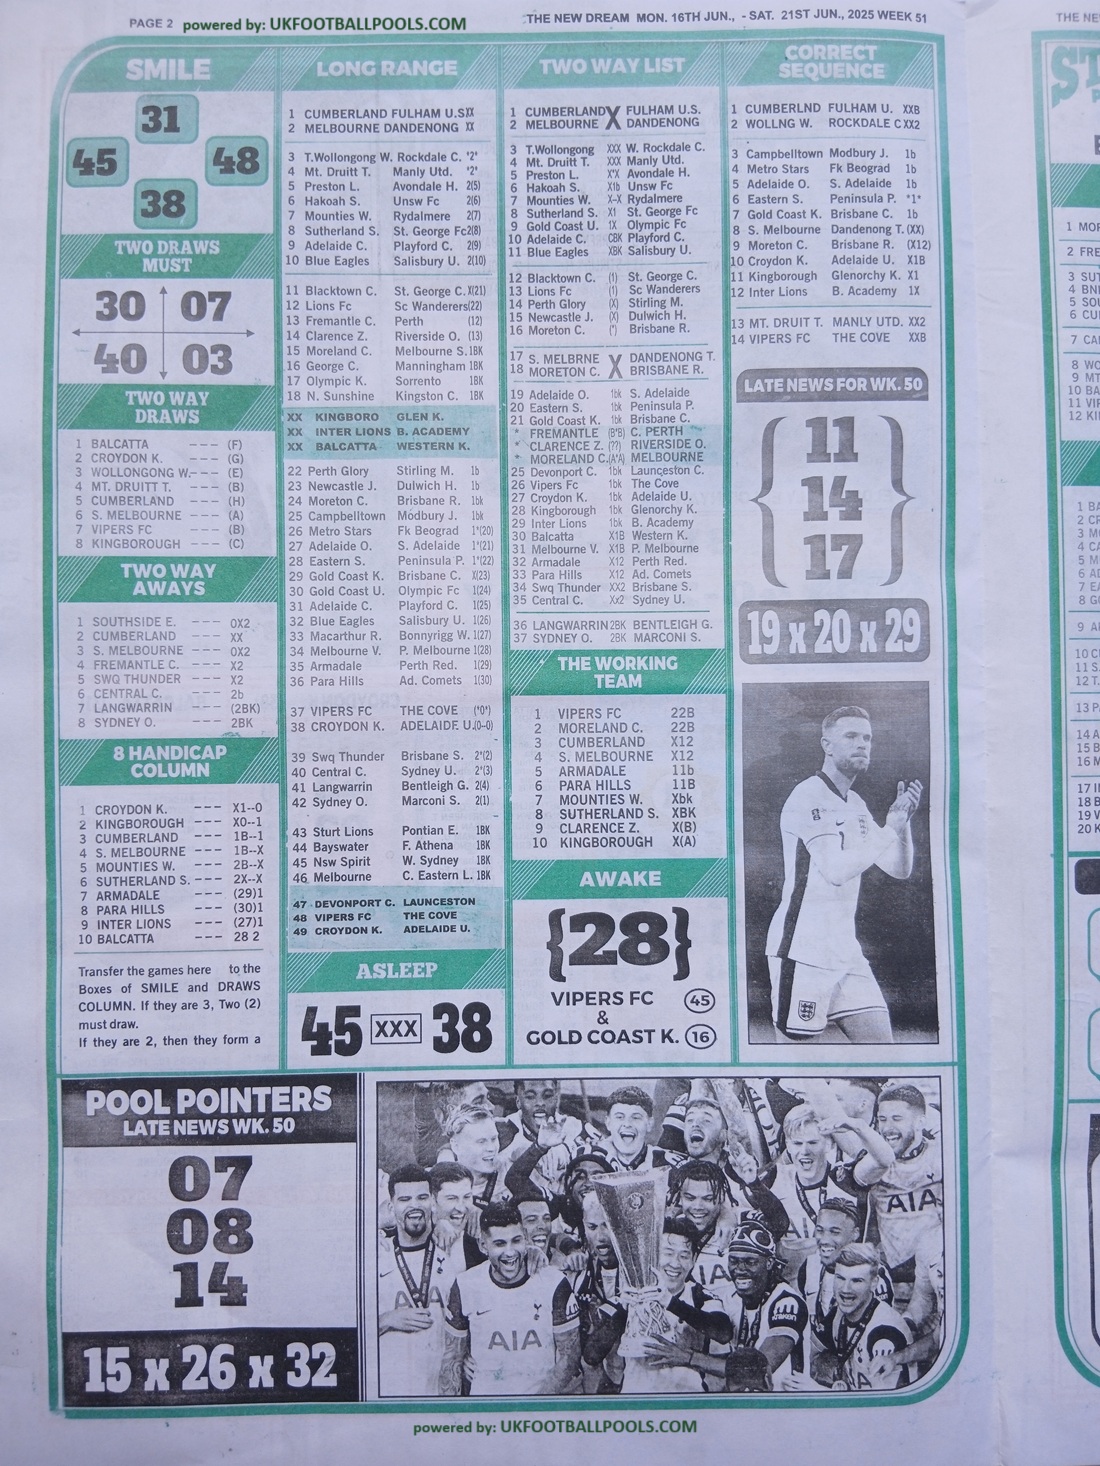 PAGE 2 powered by: UKFOOTBALLPOOLS.COM
THE NEW DREAM MON. 16TH JUN., - SAT. 21ST JUN., 2025 WEEK 51
SMILE
31
45 48
38
TWO DRAWS
MUST
30 07
40 03
TWO WAY
DRAWS
1 BALCATTA --- (F)
2 CROYDON K. --- (G)
3 WOLLONGONG W.--- (E)
4 MT. DRUITT T. --- (B)
5 CUMBERLAND --- (H)
6 S. MELBOURNE --- (A)
7 VIPERS FC --- (B)
8 KINGBOROUGH --- (C)
TWO WAY
AWAYS
1 SOUTHSIDE E. --- OX2
2 CUMBERLAND --- XX
3 S. MELBOURNE --- OX2
4 FREMANTLE C. --- X2
5 SWQ THUNDER --- X2
6 CENTRAL C. --- 2b
7 LANGWARRIN --- (2BK)
8 SYDNEY O. --- 2BK
8 HANDICAP
COLUMN
1 CROYDON K. --- X1--0
2 KINGBOROUGH --- X0--1
3 CUMBERLAND --- 1B--1
4 S. MELBOURNE --- 1B--X
5 MOUNTIES W. --- 2B--X
6 SUTHERLAND S. --- 2X--X
7 ARMADALE --- (29)1
8 PARA HILLS --- (30)1
9 INTER LIONS --- (27)1
10 BALCATTA --- 28 2
Transfer the games here to the
Boxes of SMILE and DRAWS
COLUMN. If they are 3, Two (2)
must draw.
If they are 2, then they form a
LONG RANGE
1 CUMBERLAND FULHAM U.S XX
2 MELBOURNE DANDENONG XX
3 T.Wollongong W. Rockdale C. '2'
4 Mt. Druitt T. Manly Utd. '2'
5 Preston L. Avondale H. 2(5)
6 Hakoah S. Unsw Fc 2(6)
7 Mounties W. Rydalmere 2(7)
8 Sutherland S. St. George Fc 2(8)
9 Adelaide C. Playford C. 2(9)
10 Blue Eagles Salisbury U. 2(10)
11 Blacktown C. St. George C. X(21)
12 Lions Fc Sc Wanderers (22)
13 Fremantle C. Perth (12)
14 Clarence Z. Riverside O. (13)
15 Moreland C. Melbourne S. 1BK
16 George C. Manningham 1BK
17 Olympic K. Sorrento 1BK
18 N. Sunshine Kingston C. 1BK
XX KINGBORO GLEN K.
XX INTER LIONS B. ACADEMY
XX BALCATTA WESTERN K.
22 Perth Glory Stirling M. 1b
23 Newcastle J. Dulwich H. 1b
24 Moreton C. Brisbane R. 1bk
25 Campbelltown Modbury J. 1bk
26 Metro Stars Fk Beograd 1*(20)
27 Adelaide O. S. Adelaide 1*(21)
28 Eastern S. Peninsula P. 1*(22)
29 Gold Coast K. Brisbane C. X(23)
30 Gold Coast U. Olympic Fc 1(24)
31 Adelaide C. Playford C. 1(25)
32 Blue Eagles Salisbury U. 1(26)
33 Macarthur R. Bonnyrigg W. 1(27)
34 Melbourne V. P. Melbourne 1(28)
35 Armadale Perth Red. 1(29)
36 Para Hills Ad. Comets 1(30)
37 VIPERS FC THE COVE (*0*)
38 CROYDON K. ADELAIDE U.(0-0)
39 Swq Thunder Brisbane S. 2*(2)
40 Central C. Sydney U. 2*(3)
41 Langwarrin Bentleigh G. 2(4)
42 Sydney O. Marconi S. 2(1)
43 Sturt Lions Pontian E. 1BK
44 Bayswater F. Athena 1BK
45 Nsw Spirit W. Sydney 1BK
46 Melbourne C. Eastern L. 1BK
47 DEVONPORT C. LAUNCESTON
48 VIPERS FC THE COVE
49 CROYDON K. ADELAIDE U.
ASLEEP
45 XXX 38
TWO WAY LIST
1 CUMBERLAND X FULHAM U.S.
2 MELBOURNE DANDENONG
3 T.Wollongong XXX W. Rockdale C.
4 Mt. Druitt T. XXX Manly Utd.
5 Preston L. X*X Avondale H.
6 Hakoah S. X1b Unsw Fc
7 Mounties W. X-X Rydalmere
8 Sutherland S. X1 St. George Fc
9 Gold Coast U. 1X Olympic Fc
10 Adelaide C. CBK Playford C.
11 Blue Eagles XBK Salisbury U.
12 Blacktown C. (1) St. George C.
13 Lions Fc (1) Sc Wanderers
14 Perth Glory (X) Stirling M.
15 Newcastle J. (X) Dulwich H.
16 Moreton C. (*) Brisbane R.
17 S. MELBRNE X DANDENONG T.
18 MORETON C. BRISBANE R.
19 Adelaide O. 1bk S. Adelaide
20 Eastern S. 1bk Peninsula P.
21 Gold Coast K. 1bk Brisbane C.
* FREMANTLE (B*B) C. PERTH
* CLARENCE Z. (??) RIVERSIDE O.
* MORELAND C. (A*A) MELBOURNE
25 Devonport C. 1bk Launceston C.
26 Vipers Fc 1bk The Cove
27 Croydon K. 1bk Adelaide U.
28 Kingborough 1bk Glenorchy K.
29 Inter Lions 1bk B. Academy
30 Balcatta X1B Western K.
31 Melbourne V. X1B P. Melbourne
32 Armadale X12 Perth Red.
33 Para Hills X12 Ad. Comets
34 Swq Thunder XX2 Brisbane S.
35 Central C. Xx2 Sydney U.
36 LANGWARRIN 2BK BENTLEIGH G.
37 SYDNEY O. 2BK MARCONI S.
THE WORKING
TEAM
1 VIPERS FC 22B
2 MORELAND C. 22B
3 CUMBERLAND X12
4 S. MELBOURNE X12
5 ARMADALE 11b
6 PARA HILLS 11B
7 MOUNTIES W. Xbk
8 SUTHERLAND S. XBK
9 CLARENCE Z. X(B)
10 KINGBOROUGH X(A)
AWAKE
{28}
VIPERS FC 45
&
GOLD COAST K. 16
CORRECT
SEQUENCE
1 CUMBERLND FULHAM U. XXB
2 WOLLNG W. ROCKDALE C XX2
3 Campbelltown Modbury J. 1b
4 Metro Stars Fk Beograd 1b
5 Adelaide O. S. Adelaide 1b
6 Eastern S. Peninsula P. *1*
7 Gold Coast K. Brisbane C. 1b
8 S. Melbourne Dandenong T. (XX)
9 Moreton C. Brisbane R. (X12)
10 Croydon K. Adelaide U. X1B
11 Kingborough Glenorchy K. X1
12 Inter Lions B. Academy 1X
13 MT. DRUIT T. MANLY UTD. XX2
14 VIPERS FC THE COVE XXB
LATE NEWS FOR WK. 50
11
14
17
19 x 20 x 29
POOL POINTERS
LATE NEWS WK. 50
07
08
14
15 x 26 x 32
AIA
AIA
powered by: UKFOOTBALLPOOLS.COM